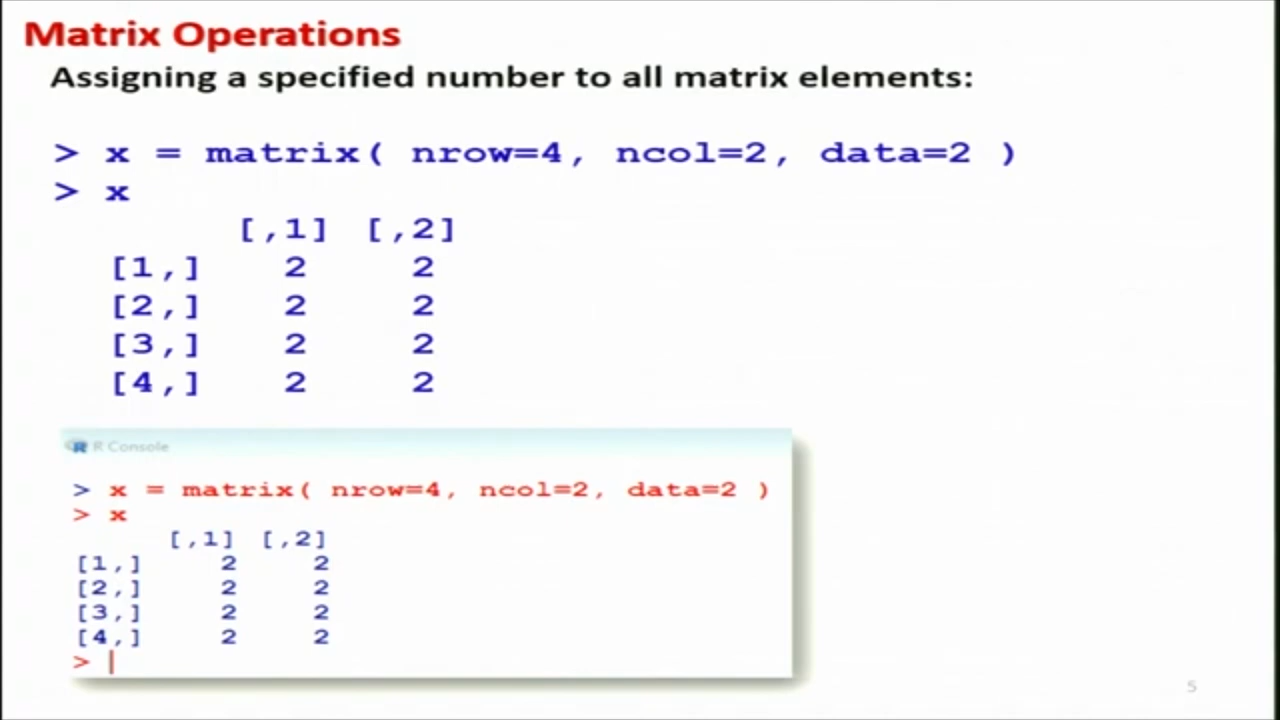 Matrix Operations
Assigning a specified number to all matrix elements:
> x = matrix( nrow=4, ncol=2, data=2 )
> x
[,1] [,2]
[1,] 2 2
[2,] 2 2
[3,] 2 2
[4,] 2 2
R R Console
> x = matrix( nrow=4, ncol=2, data=2 )
> x
[,1] [,2]
[1,] 2 2
[2,] 2 2
[3,] 2 2
[4,] 2 2
> |
5